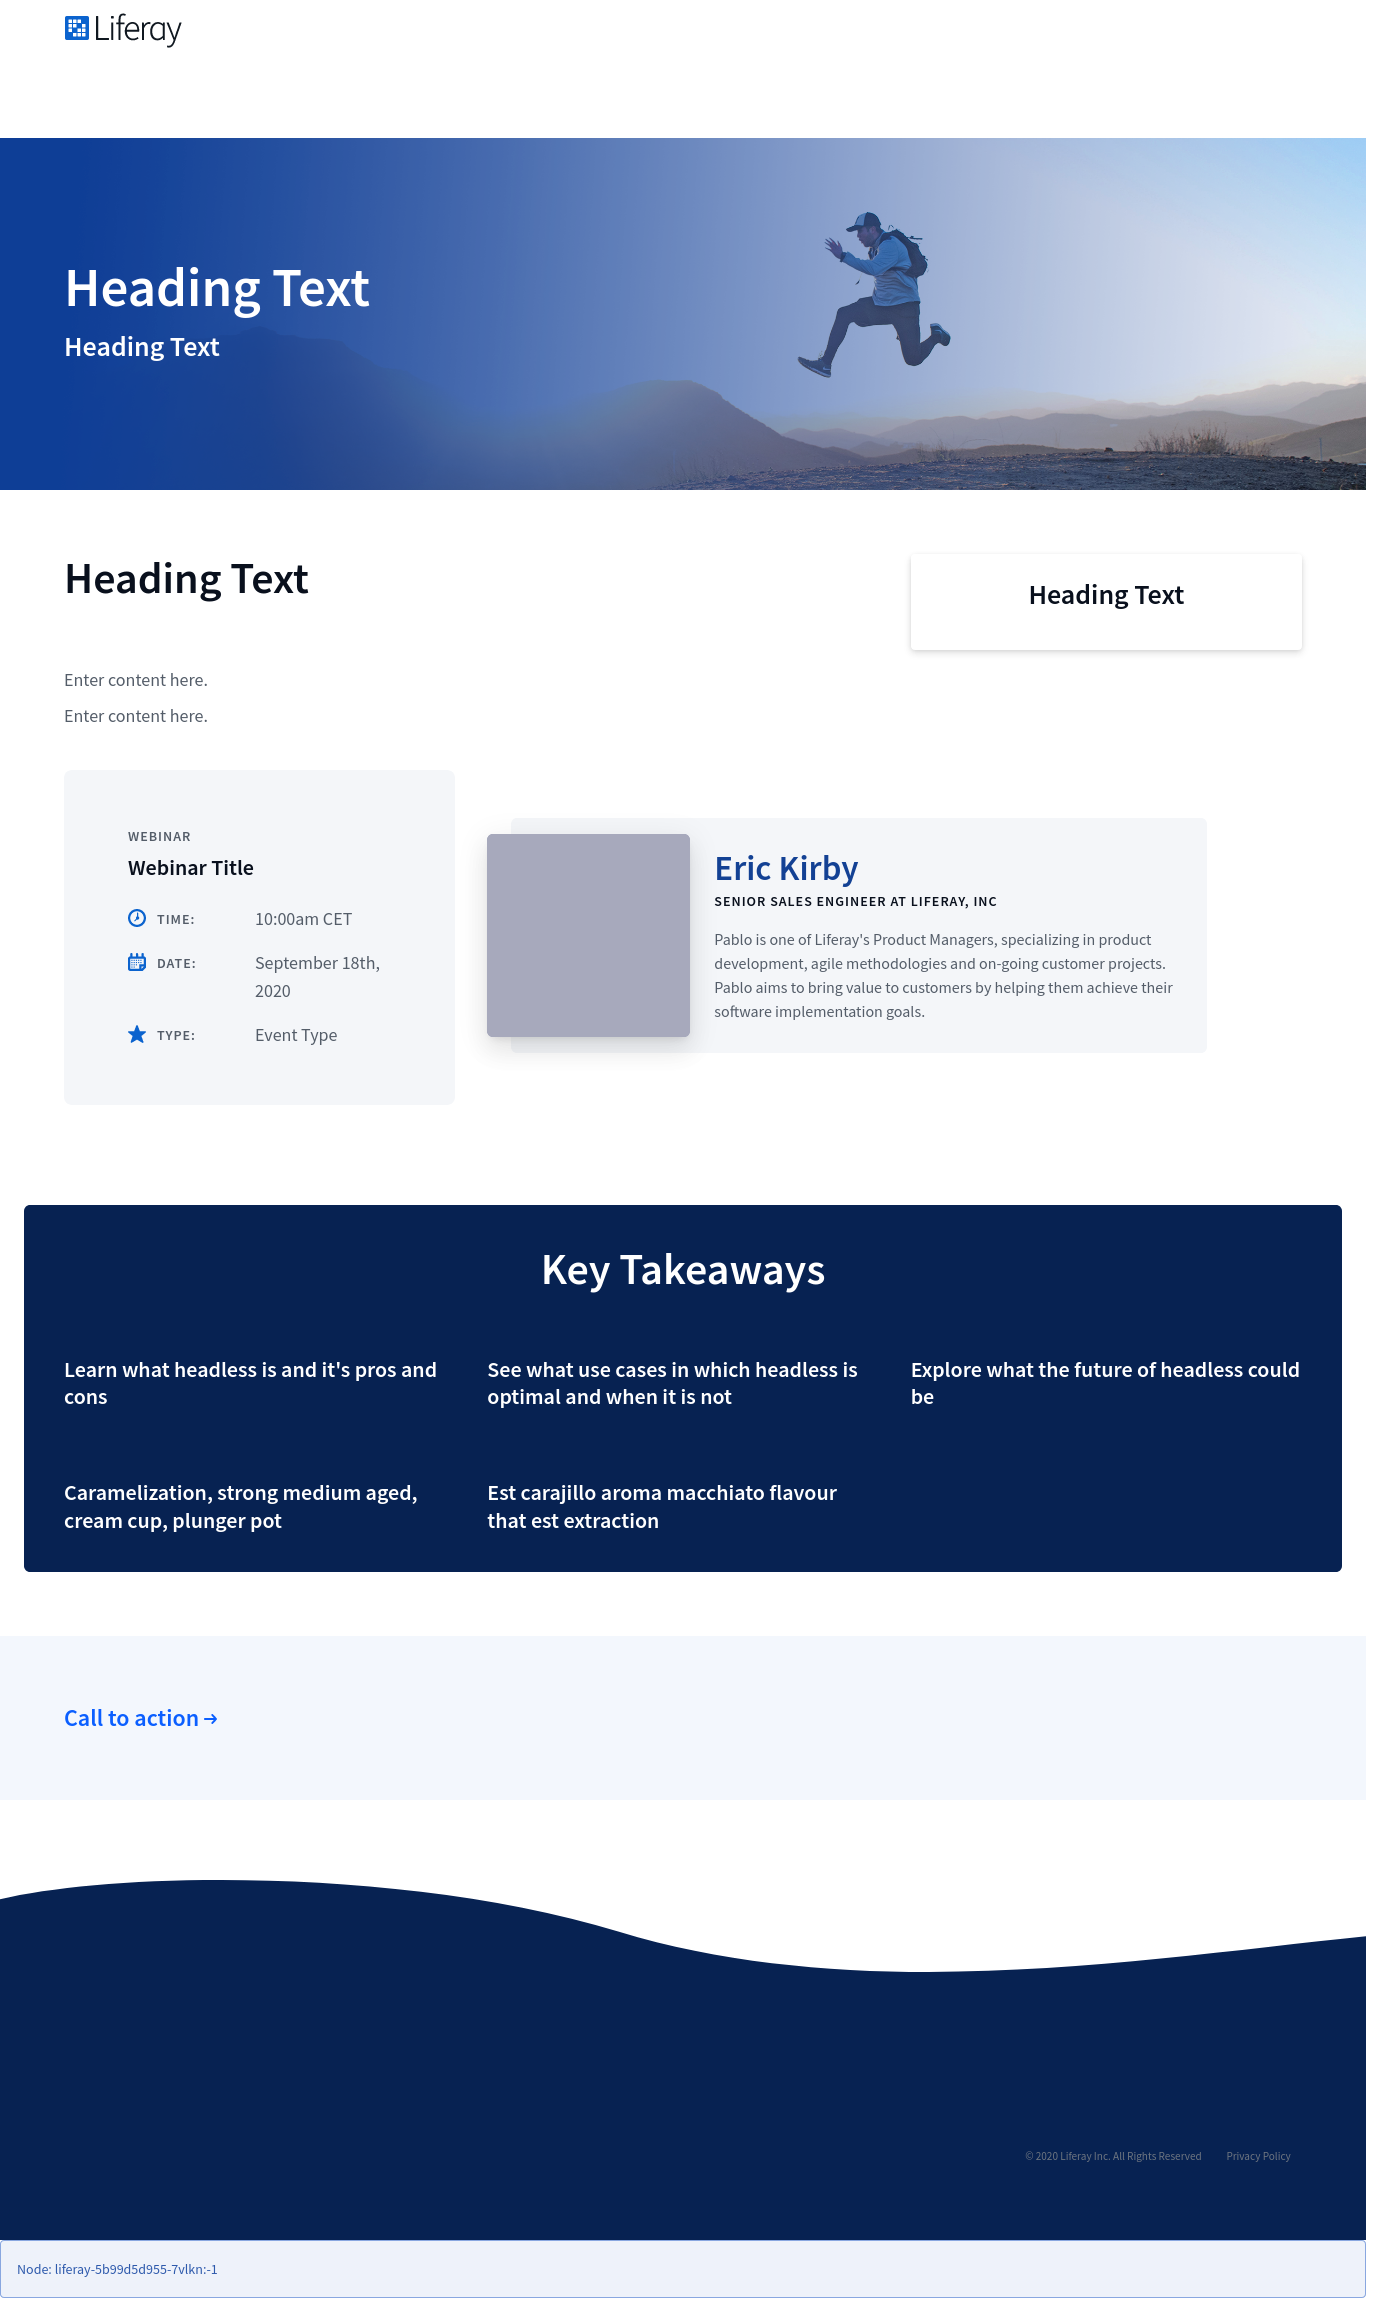 Liferay
Heading Text
Heading Text
Heading Text
Heading Text
Enter content here.
Enter content here.
WEBINAR
Webinar Title
TIME: 10:00am CET
DATE: September 18th,
2020
TYPE: Event Type
Eric Kirby
SENIOR SALES ENGINEER AT LIFERAY, INC
Pablo is one of Liferay's Product Managers, specializing in product
development, agile methodologies and on-going customer projects.
Pablo aims to bring value to customers by helping them achieve their
software implementation goals.
Key Takeaways
Learn what headless is and it's pros and
cons
See what use cases in which headless is
optimal and when it is not
Explore what the future of headless could
be
Caramelization, strong medium aged,
cream cup, plunger pot
Est carajillo aroma macchiato flavour
that est extraction
Call to action →
© 2020 Liferay Inc. All Rights Reserved Privacy Policy
Node: liferay-5b99d5d955-7vlkn:-1